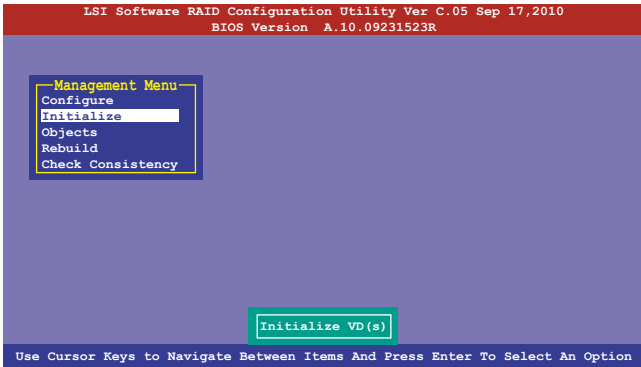 LSI Software RAID Configuration Utility Ver C.05 Sep 17,2010
BIOS Version A.10.09231523R
Management Menu
Configure
Initialize
Objects
Rebuild
Check Consistency
Initialize VD(s)
Use Cursor Keys to Navigate Between Items And Press Enter To Select An Option